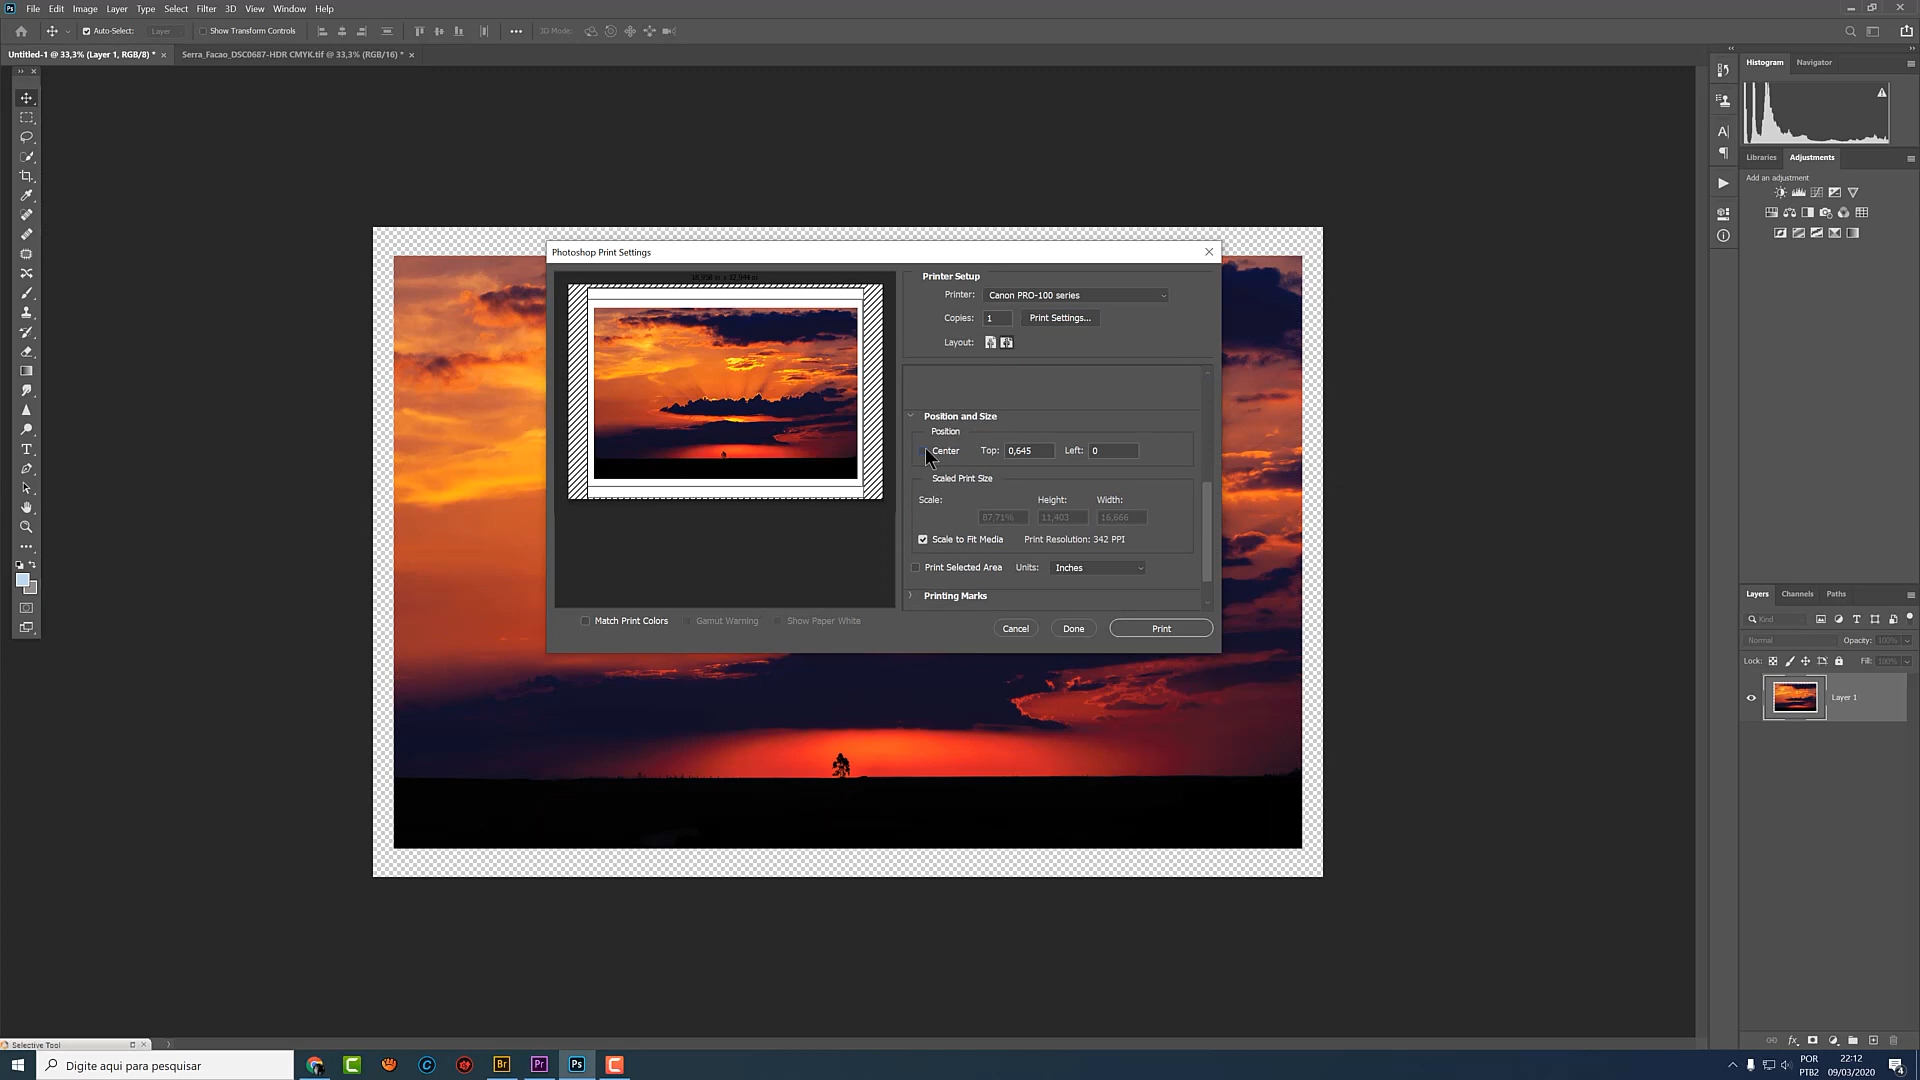 Ps File Edit Image Layer Type Select Filter 3D View Window Help
Auto-Select: Layer Show Transform Controls 3D Mode:
Untitled-1 @ 33,3% (Layer 1, RGB/8) * × Serra_Facao_DSC0687-HDR CMYK.tif @ 33,3% (RGB/16) * ×
Histogram Navigator
Libraries Adjustments
Add an adjustment
Photoshop Print Settings
Printer Setup
Printer: Canon PRO-100 series
Copies: 1 Print Settings...
Layout:
Position and Size
Position
Center Top: 0,645 Left: 0
Scaled Print Size
Scale: Height: Width:
87,71% 11,403 16,666
Scale to Fit Media Print Resolution: 342 PPI
Print Selected Area Units: Inches
Printing Marks
Match Print Colors Gamut Warning Show Paper White
Cancel Done Print
Layers Channels Paths
Kind
Normal Opacity: 100%
Lock: Fill: 100%
Layer 1
Selective Tool
Digite aqui para pesquisar
Br Pr Ps
POR 22:12
PTB2 09/03/2020
4